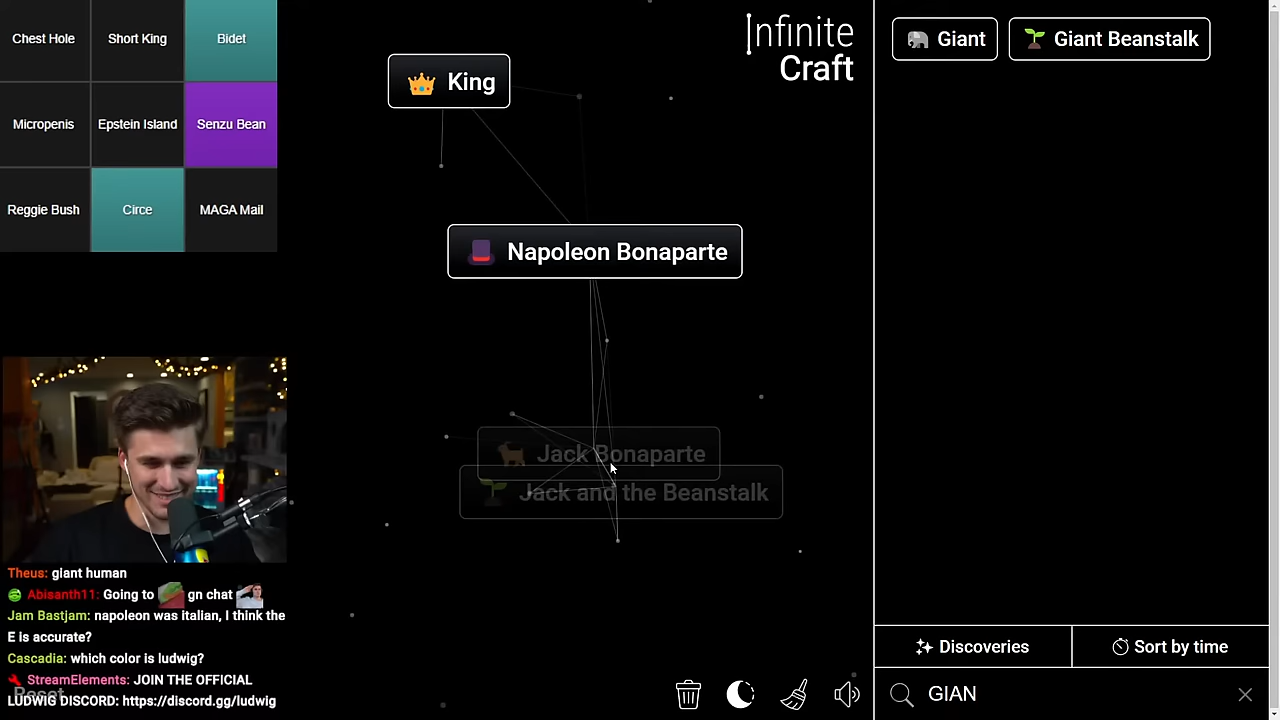 Chest Hole
Short King
Bidet
Micropenis
Epstein Island
Senzu Bean
Reggie Bush
Circe
MAGA Mail
King
Infinite
Craft
Napoleon Bonaparte
Jack Bonaparte
Jack and the Beanstalk
Giant
Giant Beanstalk
Theus: giant human
Abisanth11: Going to gn chat
Jam Bastjam: napoleon was italian, I think the
E is accurate?
Cascadia: which color is ludwig?
StreamElements: JOIN THE OFFICIAL
LUDWIG DISCORD: https://discord.gg/ludwig
Reset
Discoveries
Sort by time
GIAN